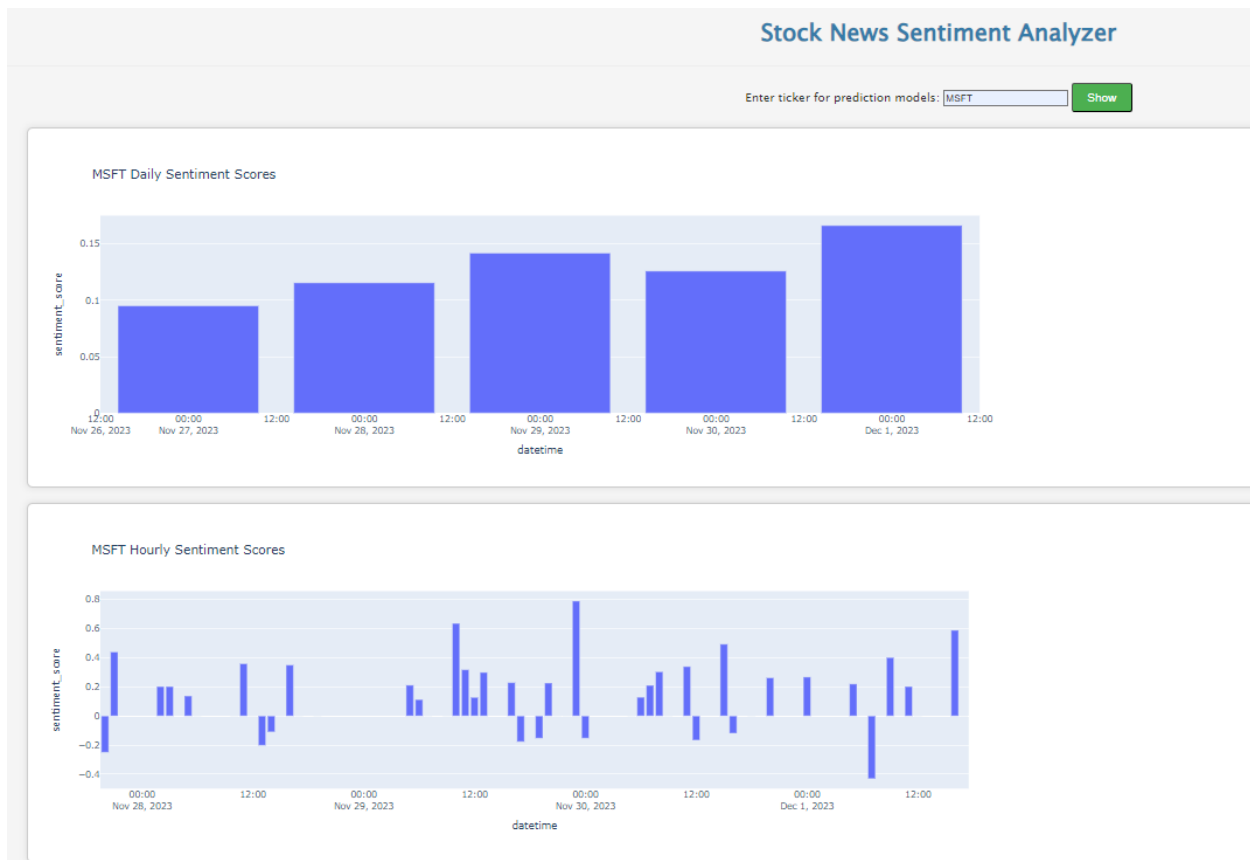 Stock News Sentiment Analyzer
Enter ticker for prediction models: MSFT Show
MSFT Daily Sentiment Scores
sentiment_score
0.15
0.1
0.05
0
12:00 00:00 12:00 00:00 12:00 00:00 12:00 00:00 12:00 00:00 12:00
Nov 26, 2023 Nov 27, 2023 Nov 28, 2023 Nov 29, 2023 Nov 30, 2023 Dec 1, 2023
datetime
MSFT Hourly Sentiment Scores
sentiment_score
0.8
0.6
0.4
0.2
0
−0.2
−0.4
00:00 12:00 00:00 12:00 00:00 12:00 00:00 12:00
Nov 28, 2023 Nov 29, 2023 Nov 30, 2023 Dec 1, 2023
datetime